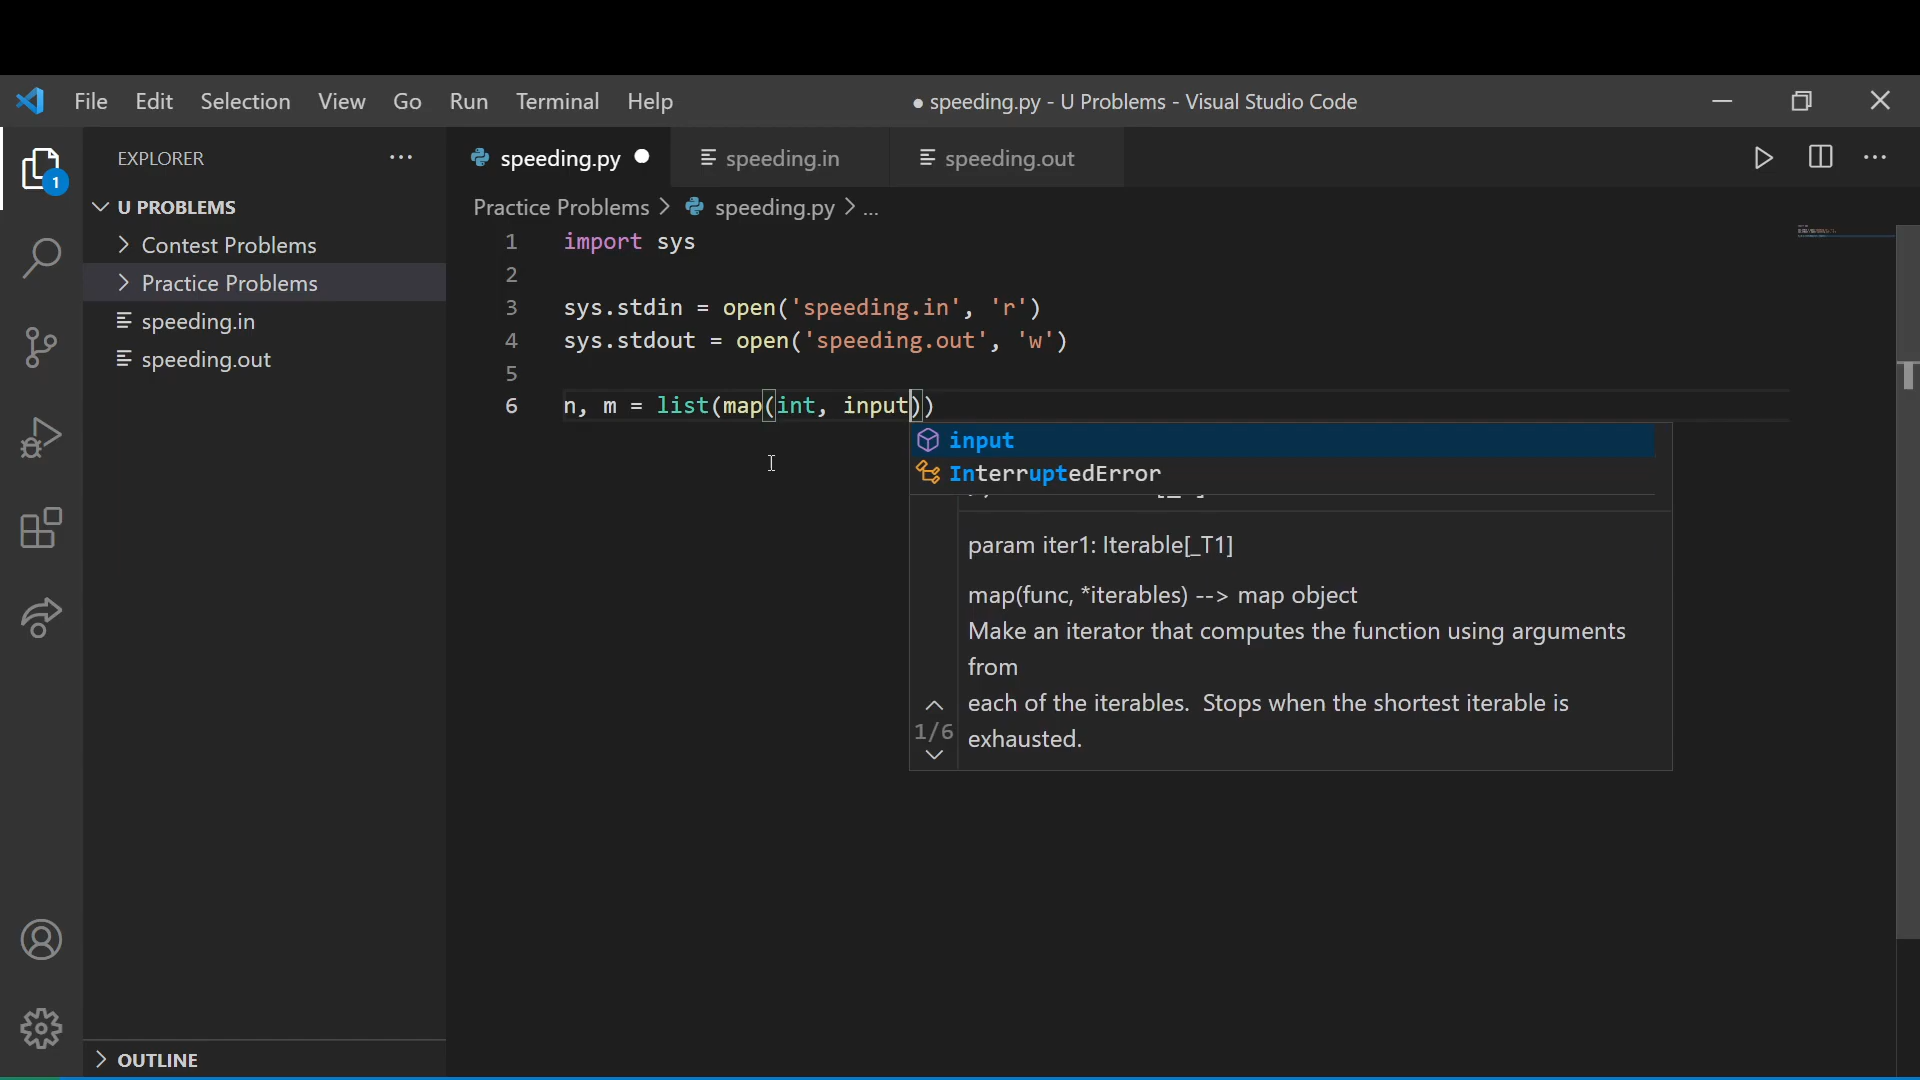 File Edit Selection View Go Run Terminal Help
● speeding.py - U Problems - Visual Studio Code
EXPLORER
1
U PROBLEMS
Contest Problems
Practice Problems
speeding.in
speeding.out
OUTLINE
speeding.py speeding.in speeding.out
Practice Problems > speeding.py > ...
1 import sys
2
3 sys.stdin = open('speeding.in', 'r')
4 sys.stdout = open('speeding.out', 'w')
5
6 n, m = list(map(int, input))
input
InterruptedError
param iter1: Iterable[_T1]
map(func, *iterables) --> map object
Make an iterator that computes the function using arguments
from
each of the iterables. Stops when the shortest iterable is
exhausted.
1/6